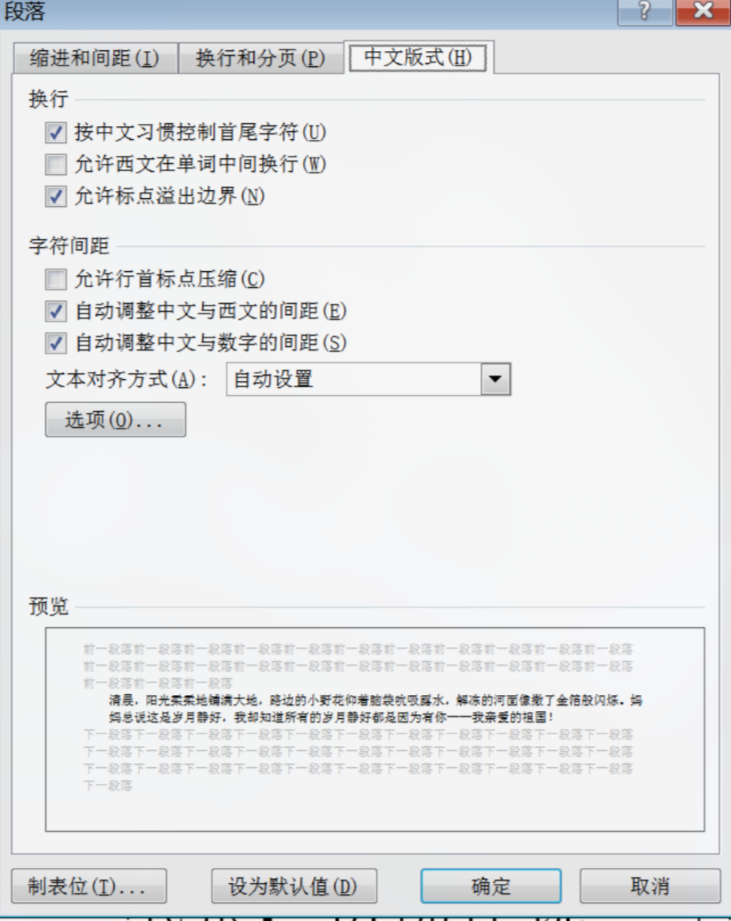 段落
缩进和间距(I) 换行和分页(P) 中文版式(H)
换行
按中文习惯控制首尾字符(U)
允许西文在单词中间换行(W)
允许标点溢出边界(N)
字符间距
允许行首标点压缩(C)
自动调整中文与西文的间距(E)
自动调整中文与数字的间距(S)
文本对齐方式(A): 自动设置
选项(O)...
预览
前一段落前一段落前一段落前一段落前一段落前一段落前一段落前一段落前一段落前一段落前一段落
前一段落前一段落前一段落前一段落前一段落前一段落前一段落前一段落前一段落前一段落前一段落
前一段落前一段落前一段落
清晨，阳光柔柔地铺满大地，路边的小野花仰着脑袋吮吸露水，解冻的河面像撒了金箔般闪烁。妈
妈总说这是岁月静好，我却知道所有的岁月静好都是因为有你——我亲爱的祖国！
下一段落下一段落下一段落下一段落下一段落下一段落下一段落下一段落下一段落下一段落下一段落
下一段落下一段落下一段落下一段落下一段落下一段落下一段落下一段落下一段落下一段落下一段落
下一段落下一段落下一段落下一段落下一段落下一段落下一段落下一段落下一段落下一段落下一段落
下一段落
制表位(T)... 设为默认值(D) 确定 取消